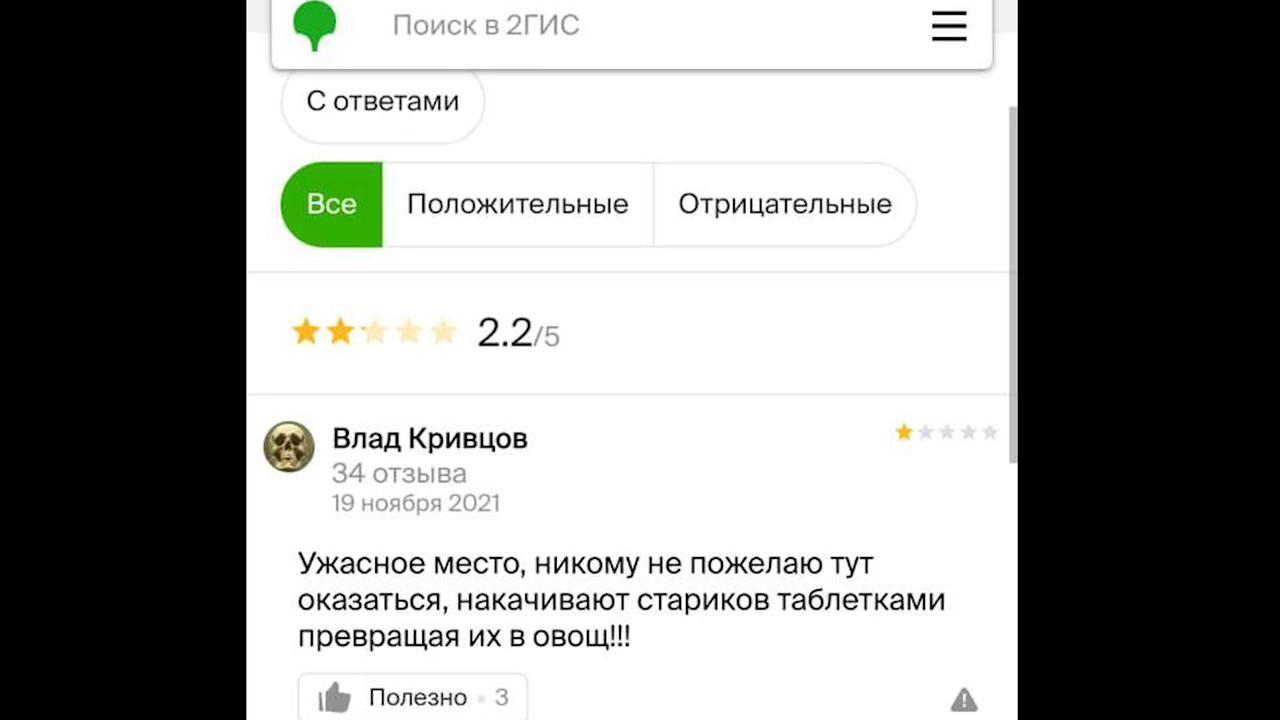 Поиск в 2ГИС
С ответами
Все Положительные Отрицательные
2.2/5
Влад Кривцов
34 отзыва
19 ноября 2021
Ужасное место, никому не пожелаю тут
оказаться, накачивают стариков таблетками
превращая их в овощ!!!
Полезно 3